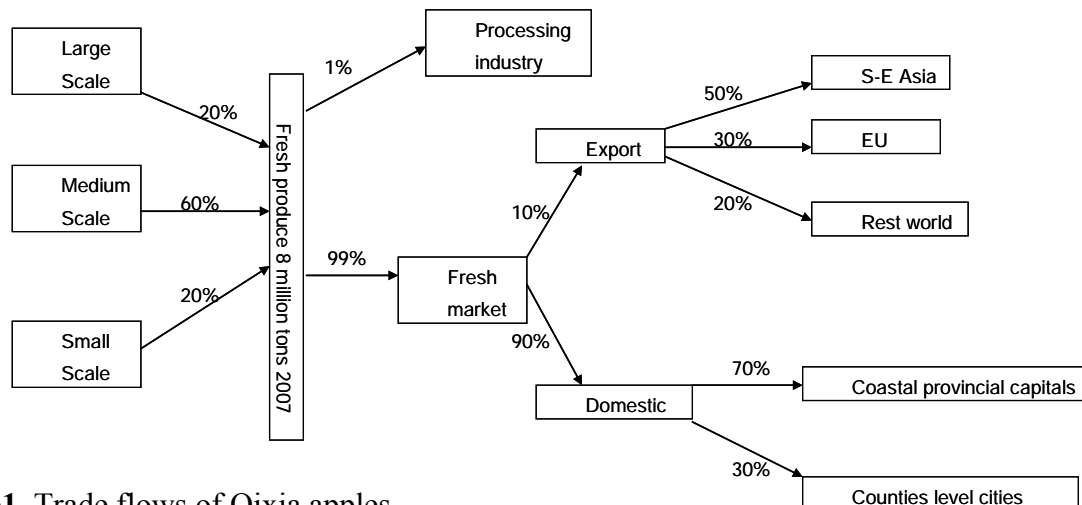 Large
Scale
20%
Medium
Scale
60%
Small
Scale
20%
Fresh produce 8 million tons 2007
1%
Processing
industry
99%
Fresh
market
10%
Export
50%
S-E Asia
30%
EU
20%
Rest world
90%
Domestic
70%
Coastal provincial capitals
30%
Counties level cities
1. Trade flows of Qixia apples